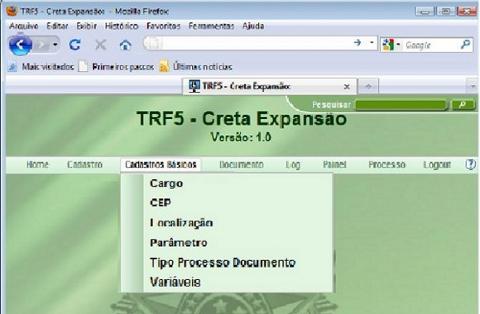 TRF5 - Creta Expansão - Mozilla Firefox
Arquivo Editar Exibir Histórico Favoritos Ferramentas Ajuda
Google
Mais visitados Primeiros passos Últimas notícias
TRF5 - Creta Expansão
Pesquisar
TRF5 - Creta Expansão
Versão: 1.0
Home Cadastro Cadastros Básicos Documento Log Painel Processo Logout ?
Cargo
CEP
Localização
Parâmetro
Tipo Processo Documento
Variáveis